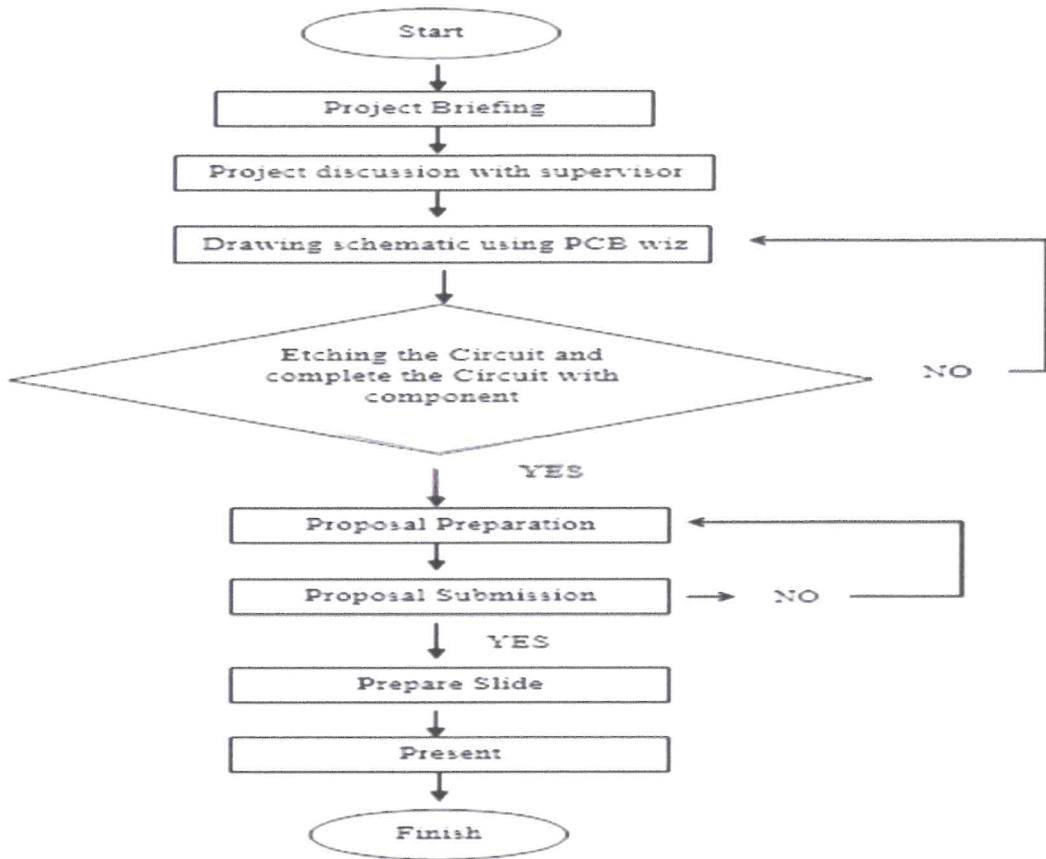 Start
Project Briefing
Project discussion with supervisor
Drawing schematic using PCB wiz
Etching the Circuit and
complete the Circuit with
component
NO
YES
Proposal Preparation
Proposal Submission
NO
YES
Prepare Slide
Present
Finish